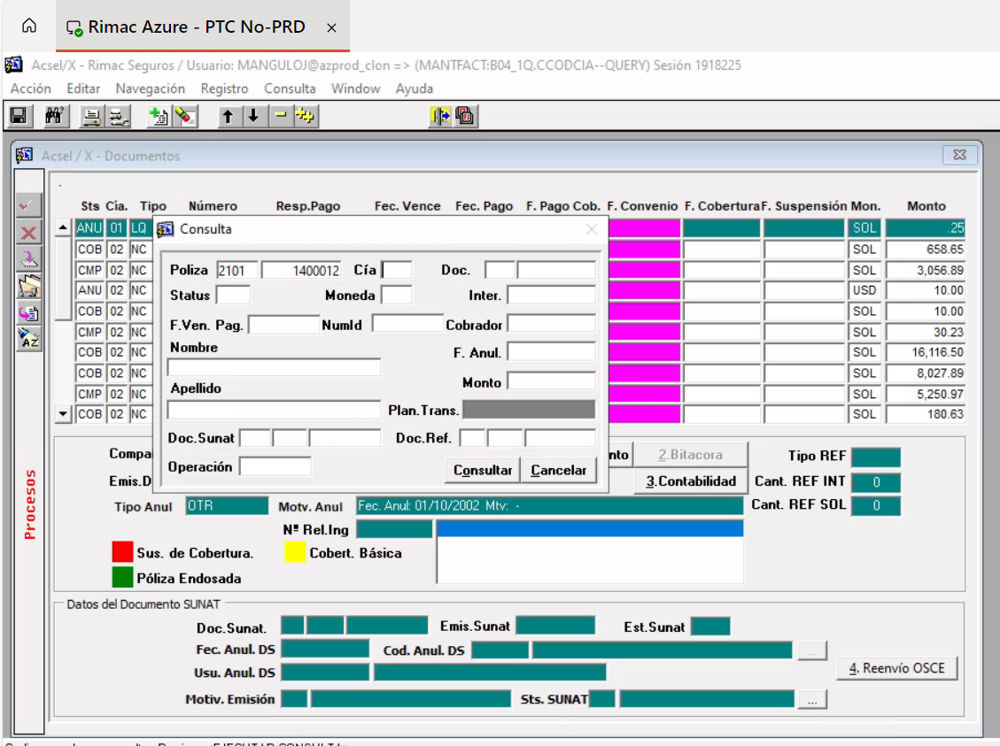 Rimac Azure - PTC No-PRD
Acsel/X - Rimac Seguros / Usuario: MANGULOJ@azprod_clon => (MANTFACT:B04_1Q.CCODCIA--QUERY) Sesión 1918225
Acción Editar Navegación Registro Consulta Window Ayuda
Acsel / X - Documentos
Sts Cía. Tipo Número Resp.Pago Fec. Vence Fec. Pago F. Pago Cob. F. Convenio F. Cobertura F. Suspensión Mon. Monto
ANU 01 LQ SOL .25
COB 02 NC SOL 658.65
CMP 02 NC SOL 3,056.89
ANU 02 NC USD 10.00
COB 02 NC SOL 10.00
CMP 02 NC SOL 30.23
COB 02 NC SOL 16,116.50
COB 02 NC SOL 8,027.89
CMP 02 NC SOL 5,250.97
COB 02 NC SOL 180.63
Consulta
Poliza 2101 1400012 Cía Doc.
Status Moneda Inter.
F.Ven. Pag. NumId Cobrador
Nombre F. Anul.
Monto
Apellido
Plan.Trans.
Doc.Sunat Doc.Ref.
Operación Consultar Cancelar
2.Bitacora Tipo REF
3.Contabilidad Cant. REF INT 0
Tipo Anul OTR Motv. Anul Fec. Anul: 01/10/2002 Mtv: - Cant. REF SOL 0
Nº Rel.Ing
Sus. de Cobertura. Cobert. Básica
Póliza Endosada
Procesos
Datos del Documento SUNAT
Doc.Sunat. Emis.Sunat Est.Sunat
Fec. Anul. DS Cod. Anul. DS ...
Usu. Anul. DS 4. Reenvío OSCE
Motiv. Emisión Sts. SUNAT ...